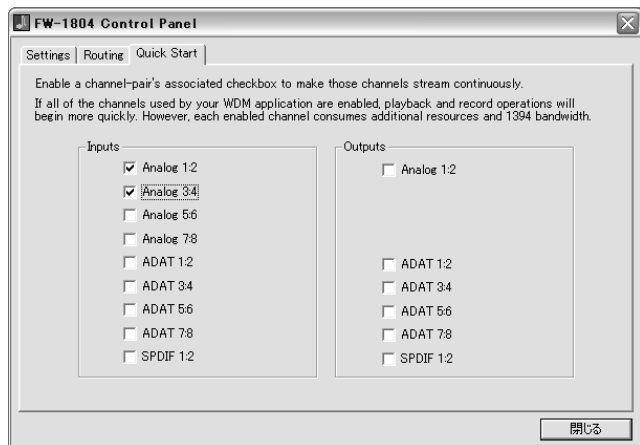 FW-1804 Control Panel
Settings Routing Quick Start
Enable a channel-pair's associated checkbox to make those channels stream continuously.
If all of the channels used by your WDM application are enabled, playback and record operations will
begin more quickly. However, each enabled channel consumes additional resources and 1394 bandwidth.
Inputs
Analog 1:2
Analog 3:4
Analog 5:6
Analog 7:8
ADAT 1:2
ADAT 3:4
ADAT 5:6
ADAT 7:8
SPDIF 1:2
Outputs
Analog 1:2
ADAT 1:2
ADAT 3:4
ADAT 5:6
ADAT 7:8
SPDIF 1:2
閉じる